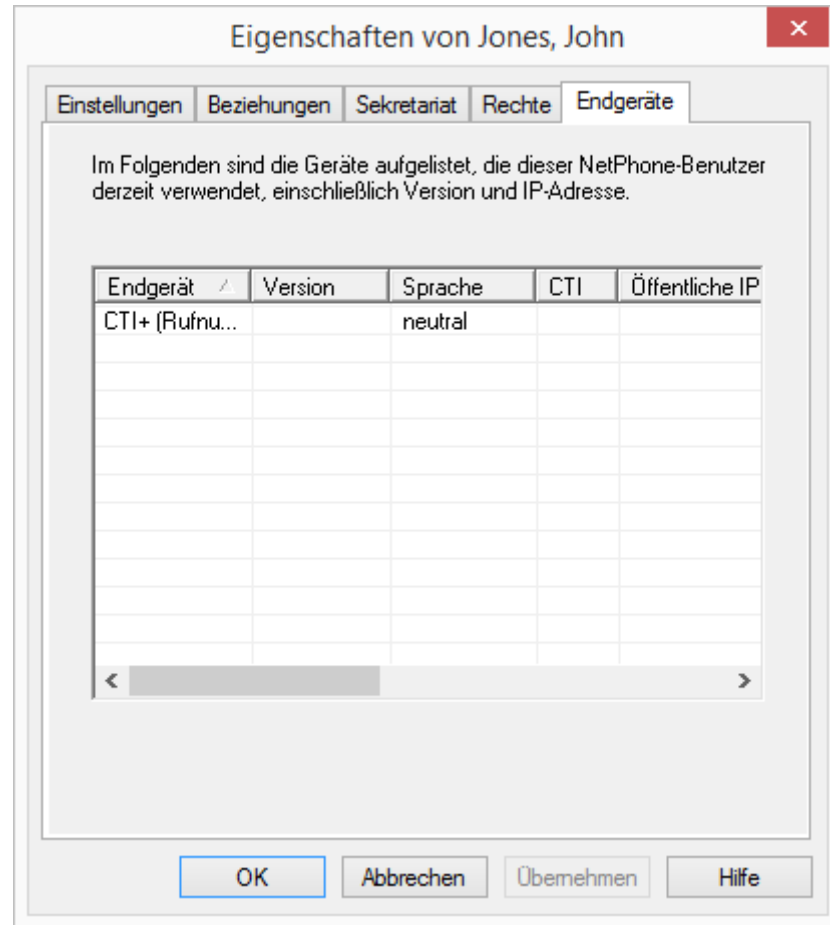 Eigenschaften von Jones, John
Einstellungen Beziehungen Sekretariat Rechte Endgeräte
Im Folgenden sind die Geräte aufgelistet, die dieser NetPhone-Benutzer
derzeit verwendet, einschließlich Version und IP-Adresse.
Endgerät Version Sprache CTI Öffentliche IP
CTI+ (Rufnu... neutral
OK Abbrechen Übernehmen Hilfe